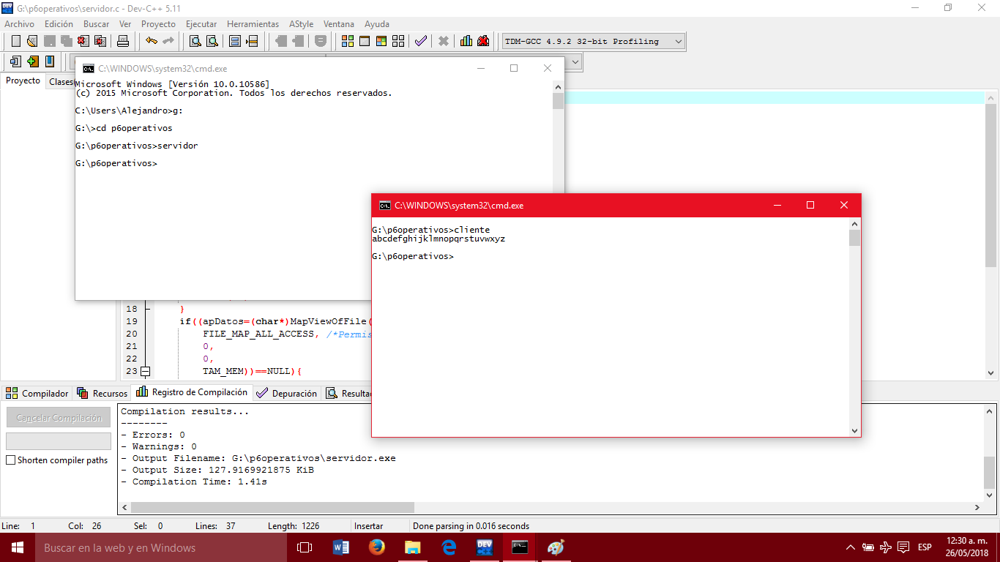 G:\p6operativos\servidor.c - Dev-C++ 5.11
Archivo Edición Buscar Ver Proyecto Ejecutar Herramientas AStyle Ventana Ayuda
TDM-GCC 4.9.2 32-bit Profiling
Proyecto Clases
C:\WINDOWS\system32\cmd.exe
Microsoft Windows [Versión 10.0.10586]
(c) 2015 Microsoft Corporation. Todos los derechos reservados.
C:\Users\Alejandro>g:
G:\>cd p6operativos
G:\p6operativos>servidor
G:\p6operativos>
C:\WINDOWS\system32\cmd.exe
G:\p6operativos>cliente
abcdefghijklmnopqrstuvwxyz
G:\p6operativos>
18 }
19 if((apDatos=(char*)MapViewOfFile(
20 FILE_MAP_ALL_ACCESS, /*Permis
21 0,
22 0,
23 TAM_MEM))==NULL){
Compilador Recursos Registro de Compilación Depuración Resulta
Cancelar Compilación
Shorten compiler paths
Compilation results...
--------
- Errors: 0
- Warnings: 0
- Output Filename: G:\p6operativos\servidor.exe
- Output Size: 127.9169921875 KiB
- Compilation Time: 1.41s
Line: 1 Col: 26 Sel: 0 Lines: 37 Length: 1226 Insertar Done parsing in 0.016 seconds
Buscar en la web y en Windows
ESP
12:30 a. m.
26/05/2018